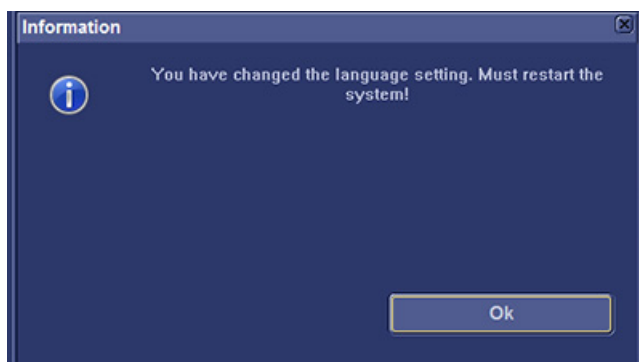 Information
You have changed the language setting. Must restart the
system!
Ok